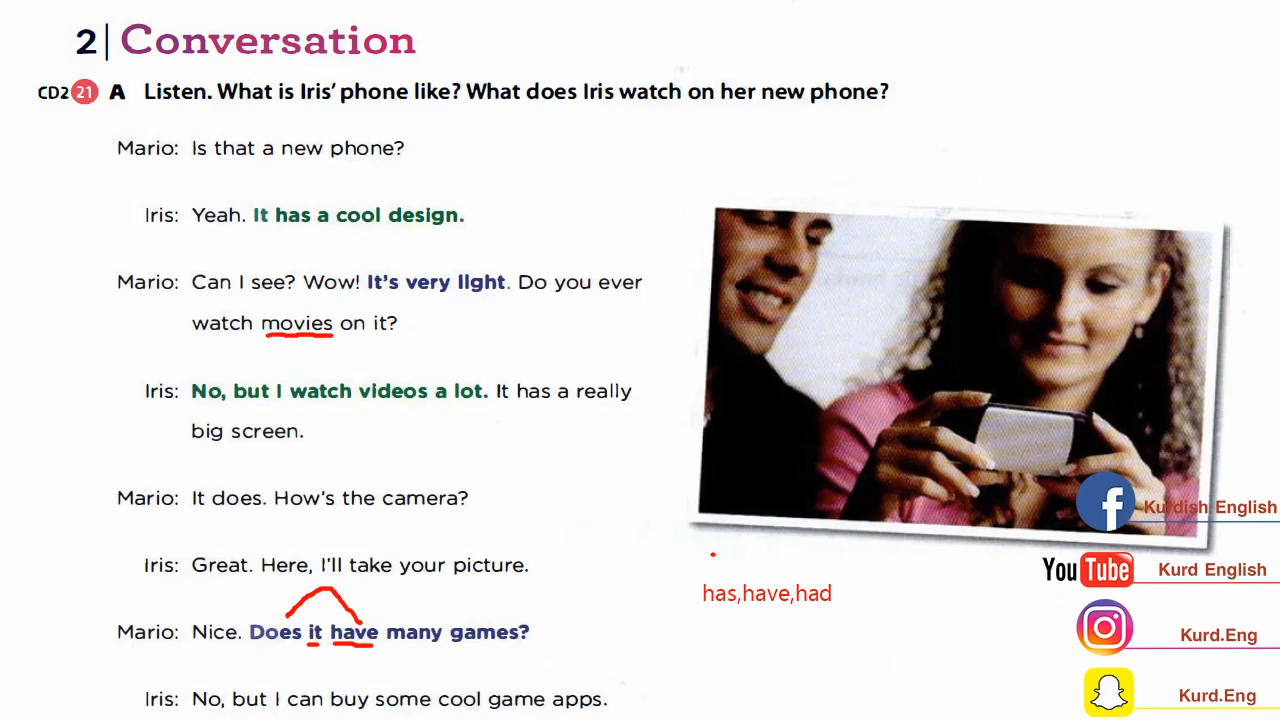 2 | Conversation
CD2 21 A Listen. What is Iris' phone like? What does Iris watch on her new phone?
Mario: Is that a new phone?
Iris: Yeah. It has a cool design.
Mario: Can I see? Wow! It's very light. Do you ever
watch movies on it?
Iris: No, but I watch videos a lot. It has a really
big screen.
Mario: It does. How's the camera?
Iris: Great. Here, I'll take your picture.
Mario: Nice. Does it have many games?
Iris: No, but I can buy some cool game apps.
has,have,had
f Kurdish English
YouTube Kurd English
Kurd.Eng
Kurd.Eng